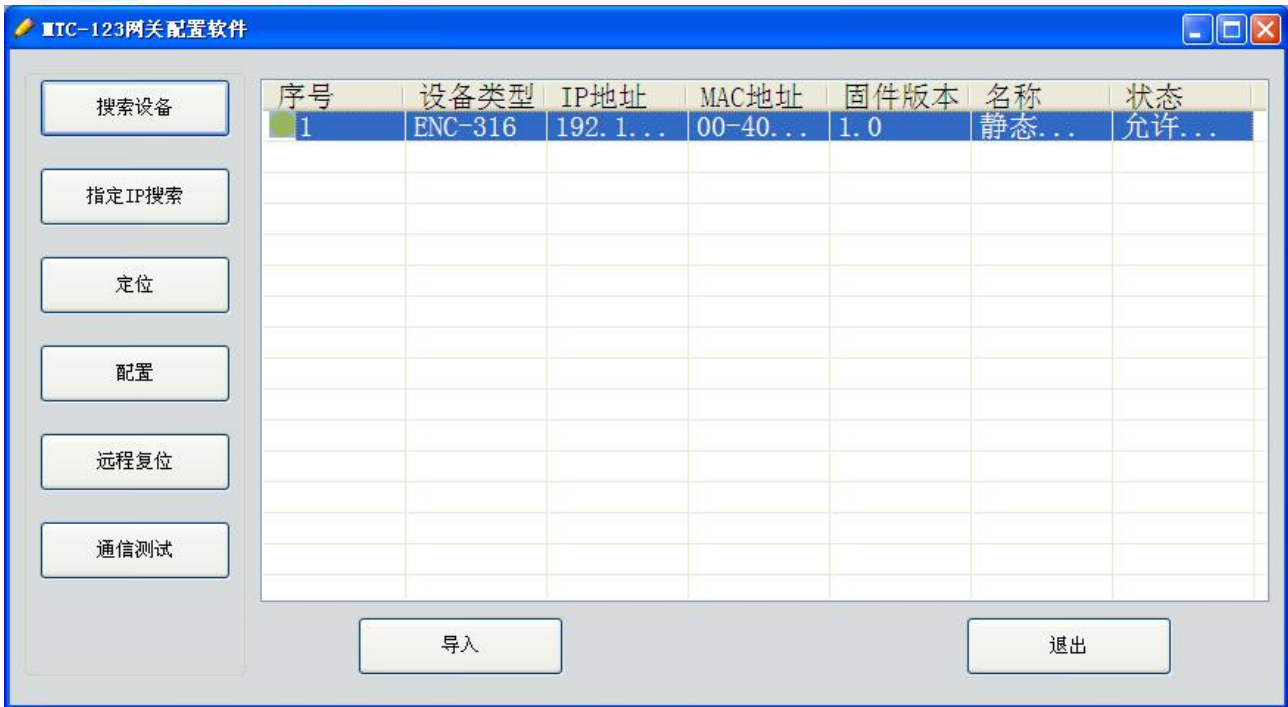 MTC-123网关配置软件
搜索设备
指定IP搜索
定位
配置
远程复位
通信测试
序号 设备类型 IP地址 MAC地址 固件版本 名称 状态
1 ENC-316 192.1... 00-40... 1.0 静态... 允许...
导入 退出